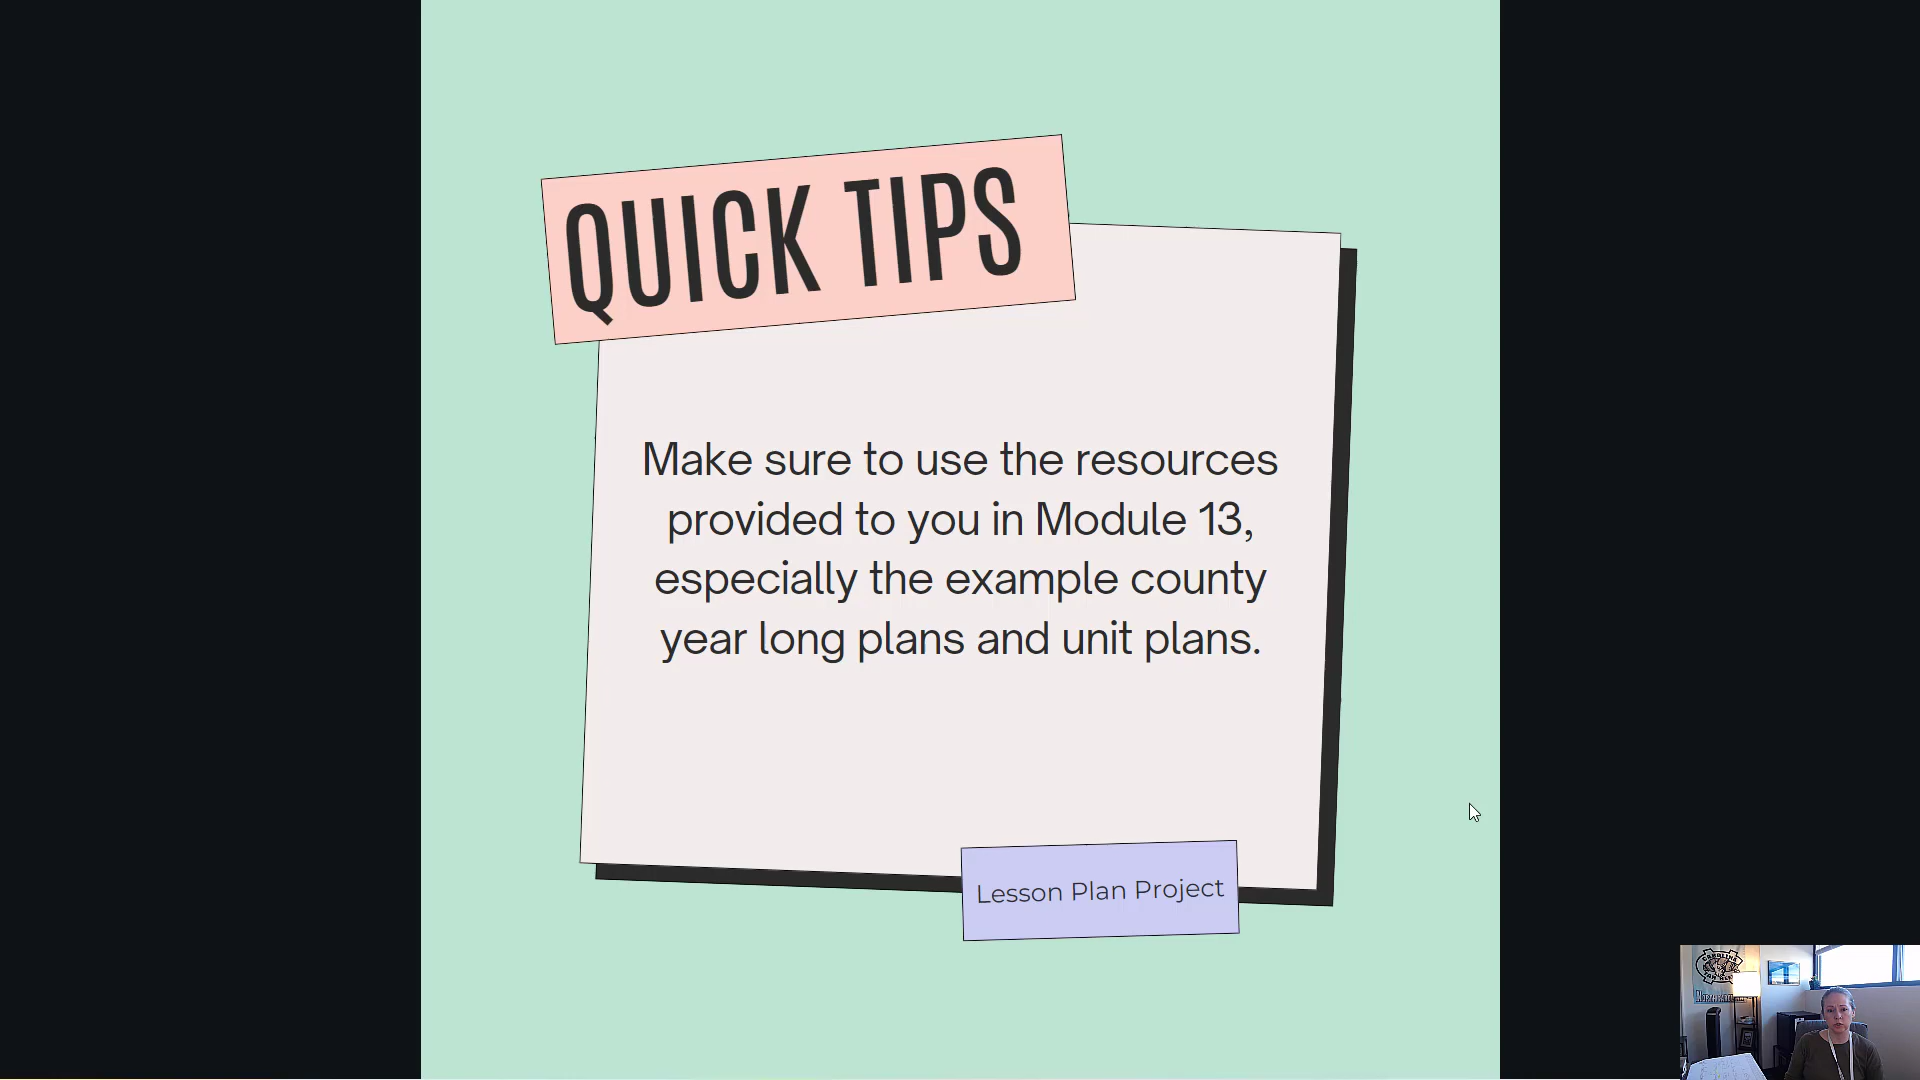 QUICK TIPS
Make sure to use the resources
provided to you in Module 13,
especially the example county
year long plans and unit plans.
Lesson Plan Project
CAROLINA